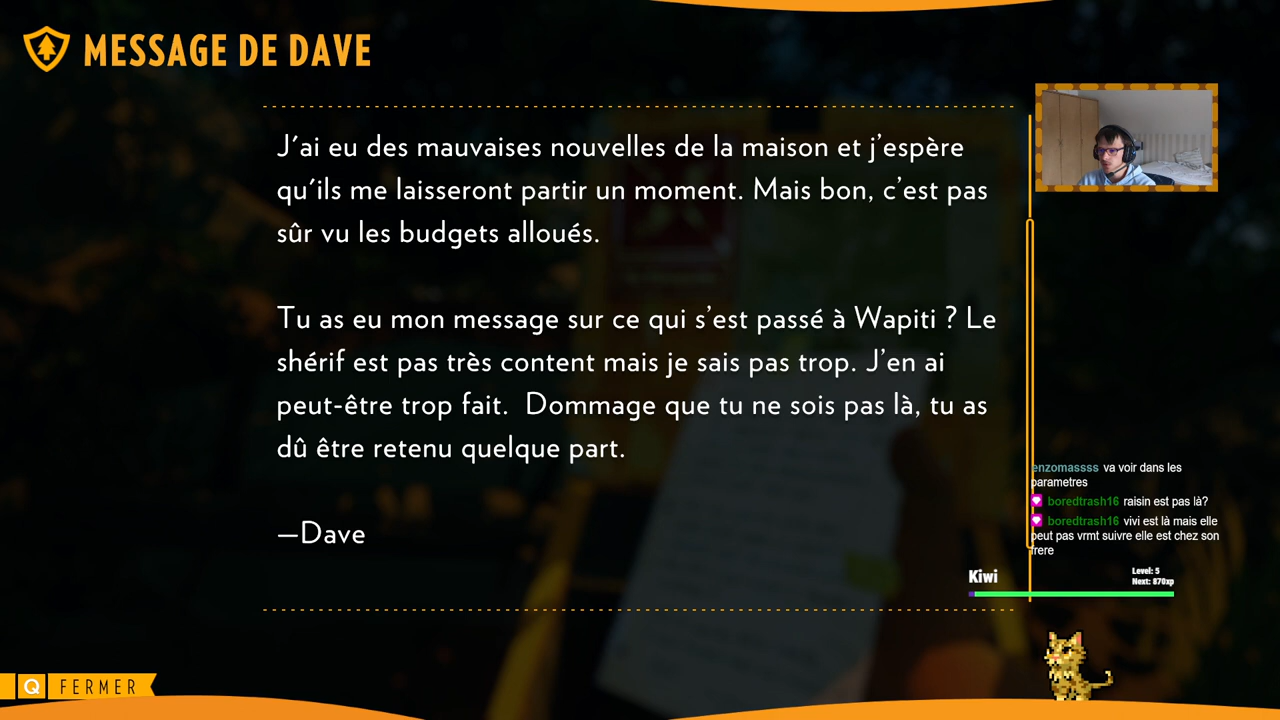 MESSAGE DE DAVE
J'ai eu des mauvaises nouvelles de la maison et j'espère
qu'ils me laisseront partir un moment. Mais bon, c'est pas
sûr vu les budgets alloués.
Tu as eu mon message sur ce qui s'est passé à Wapiti ? Le
shérif est pas très content mais je sais pas trop. J'en ai
peut-être trop fait.  Dommage que tu ne sois pas là, tu as
dû être retenu quelque part.
—Dave
enzomassss va voir dans les
parametres
boredtrash16 raisin est pas là?
boredtrash16 vivi est là mais elle
peut pas vrmt suivre elle est chez son
frere
Kiwi
Level: 5
Next: 870xp
Q FERMER